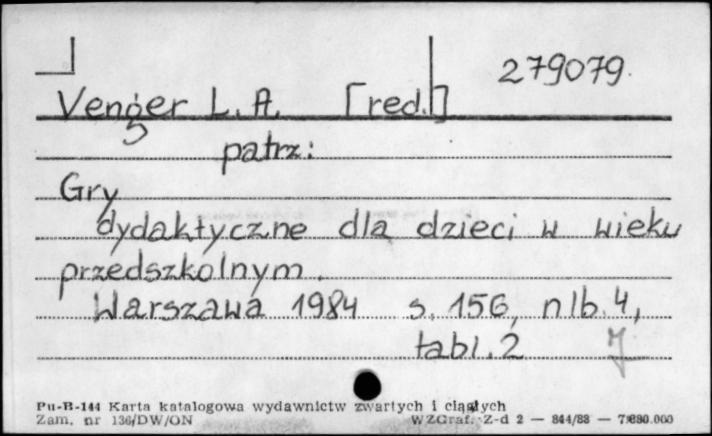 279079.
Venger L. A. [red.]
patrz:
Gry
dydaktyczne dla dzieci w wieku
przedszkolnym.
Warszawa 1984 s. 156, nlb. 4,
tabl. 2
Pu-B-144 Karta katalogowa wydawnictw zwartych i ciągłych
Zam. nr 136/DW/ON WZGraf. Z-d 2 — 844/83 — 7.680.000